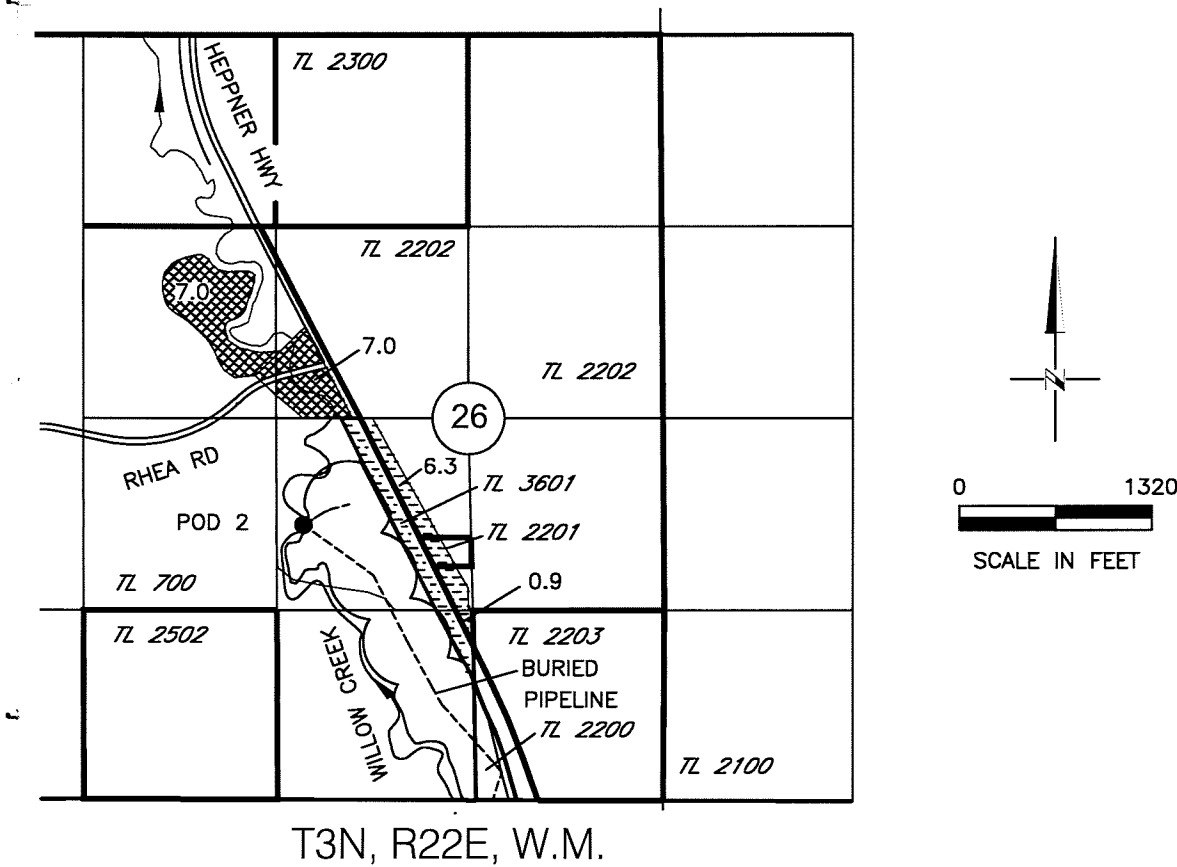 HEPPNER HWY
TL 2300
TL 2202
7.0
7.0
TL 2202
26
RHEA RD
6.3
TL 3601
POD 2
TL 2201
TL 700
0.9
TL 2502
TL 2203
WILLOW CREEK
BURIED
PIPELINE
TL 2200
TL 2100
T3N, R22E, W.M.
N
0 1320
SCALE IN FEET